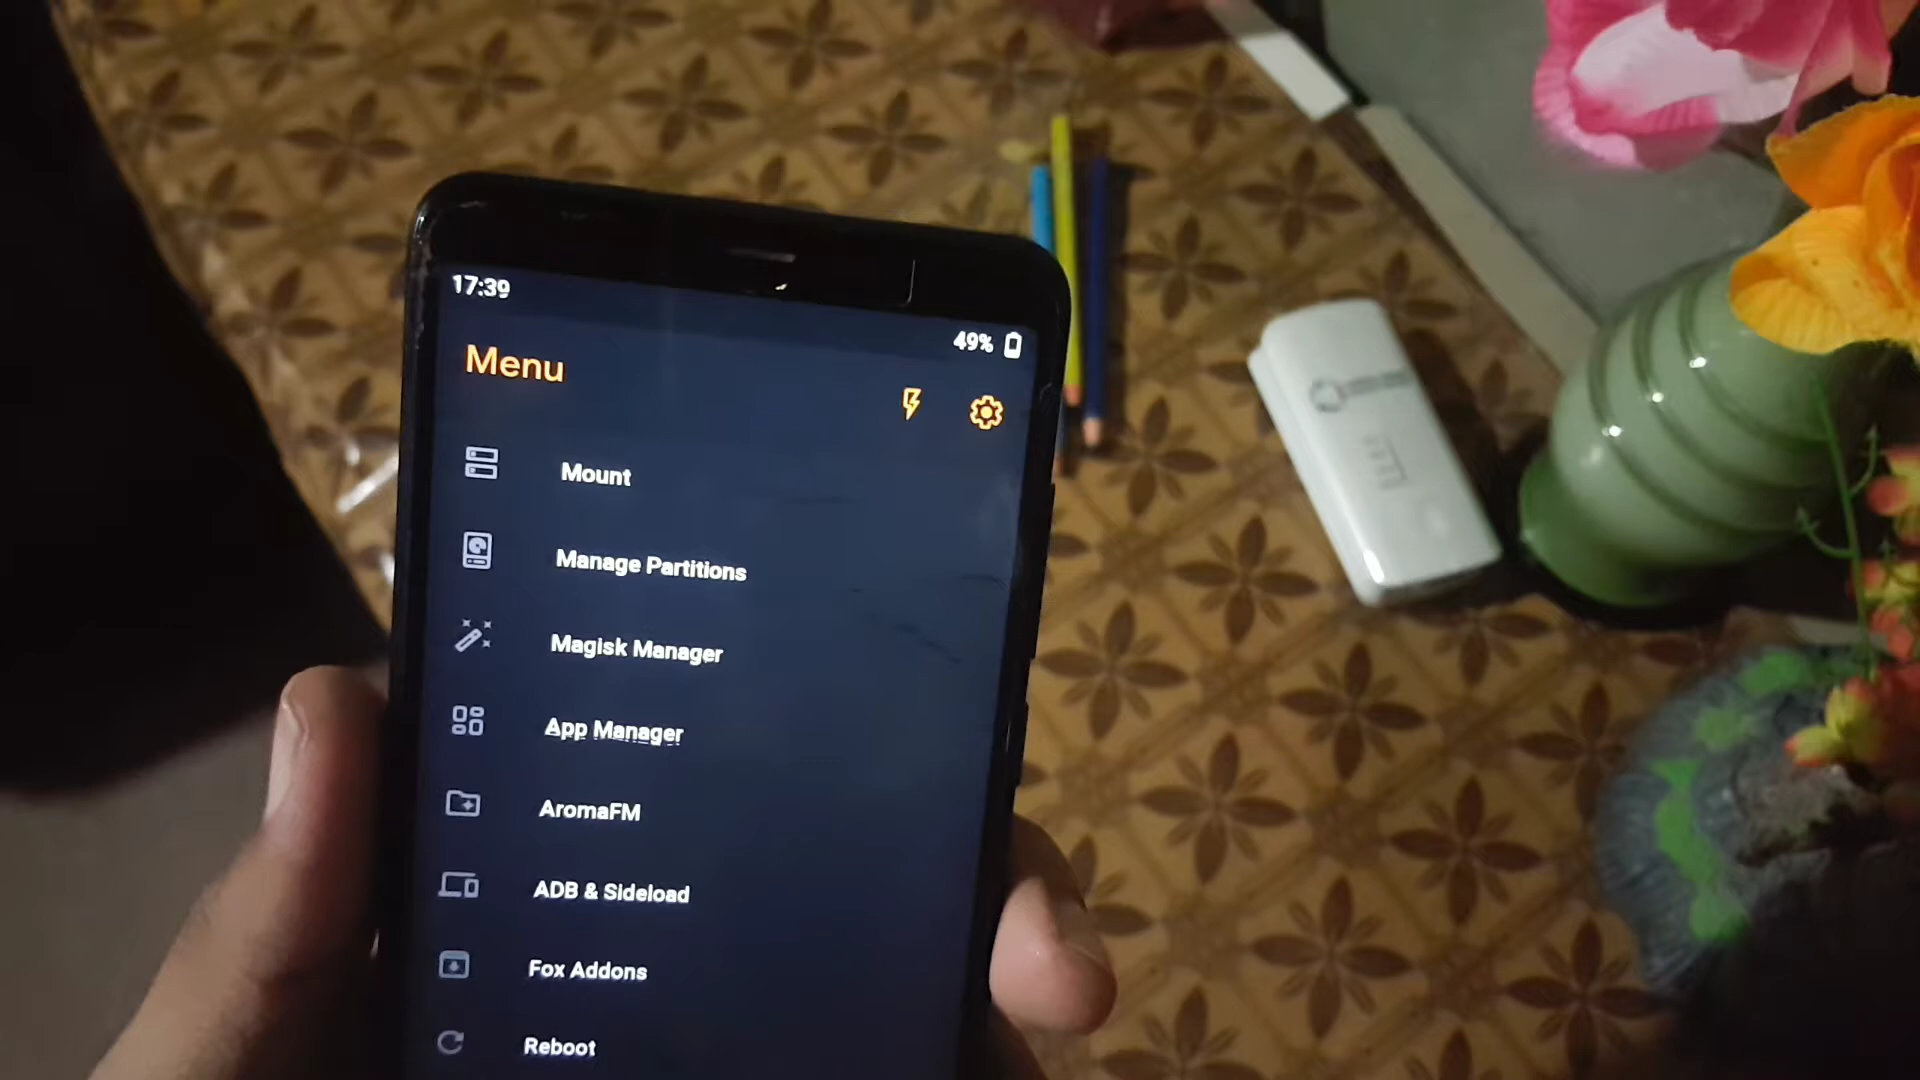 17:39
49%
Menu
Mount
Manage Partitions
Magisk Manager
App Manager
AromaFM
ADB & Sideload
Fox Addons
Reboot